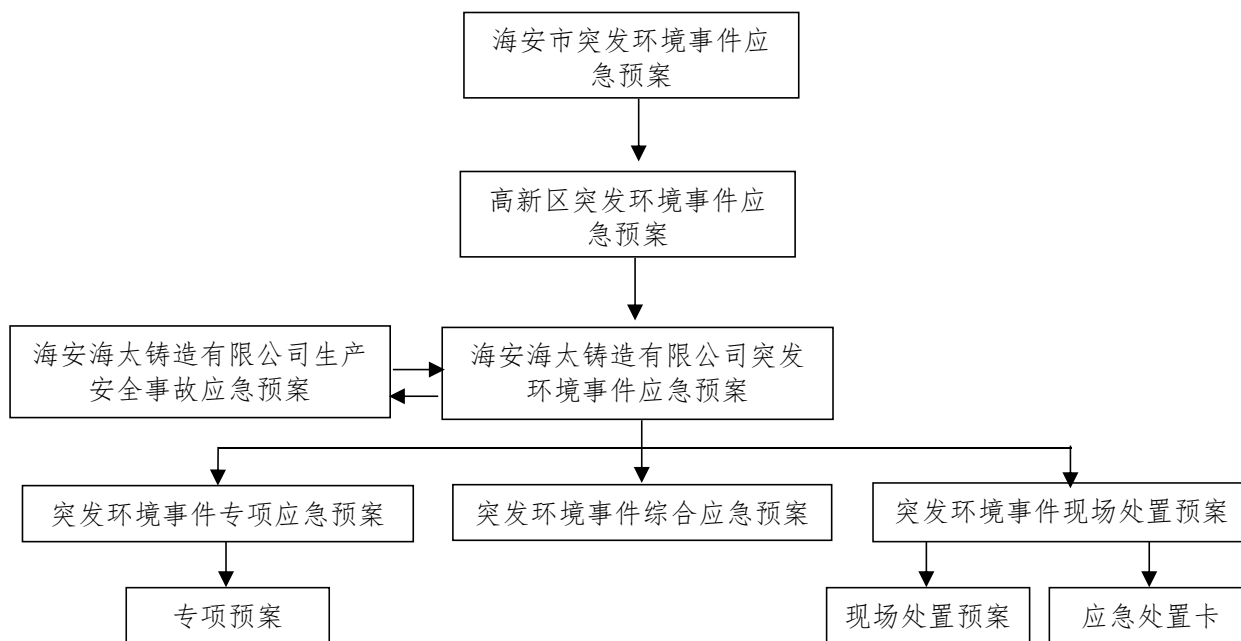 海安市突发环境事件应
急预案
高新区突发环境事件应
急预案
海安海太铸造有限公司生产
安全事故应急预案
海安海太铸造有限公司突发
环境事件应急预案
突发环境事件专项应急预案
突发环境事件综合应急预案
突发环境事件现场处置预案
专项预案
现场处置预案
应急处置卡